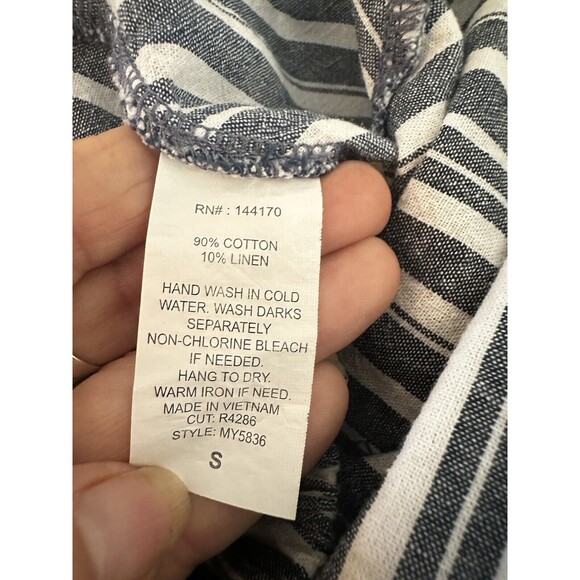 RN# : 144170
90% COTTON
10% LINEN
HAND WASH IN COLD
WATER. WASH DARKS
SEPARATELY
NON-CHLORINE BLEACH
IF NEEDED.
HANG TO DRY.
WARM IRON IF NEED.
MADE IN VIETNAM
CUT: R4286
STYLE: MY5836
S